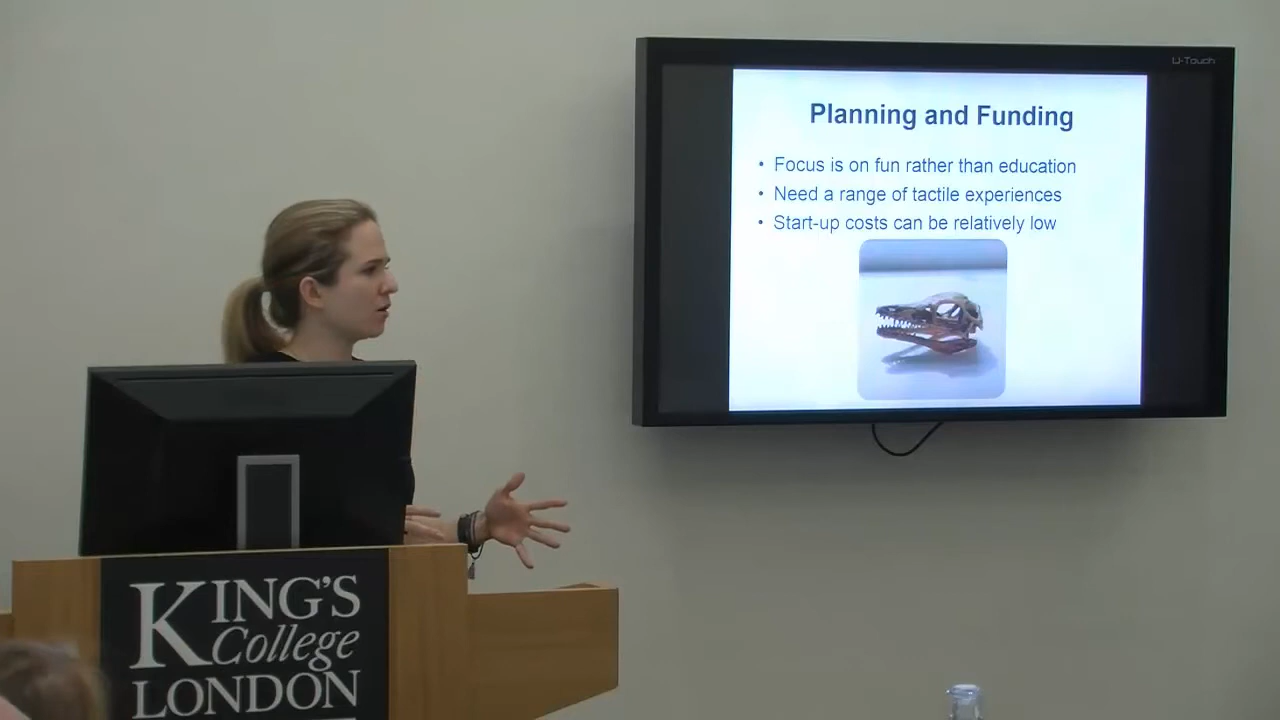 U-Touch
Planning and Funding
• Focus is on fun rather than education
• Need a range of tactile experiences
• Start-up costs can be relatively low
KING'S
College
LONDON